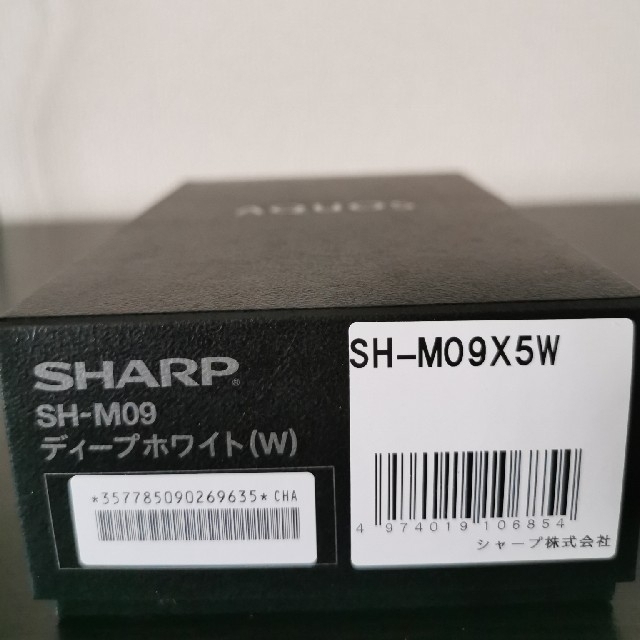 AQUOS
SHARP®
SH-M09
ディープホワイト(W)
*357785090269635* CHA
SH-M09X5W
4 974019 106854
シャープ株式会社